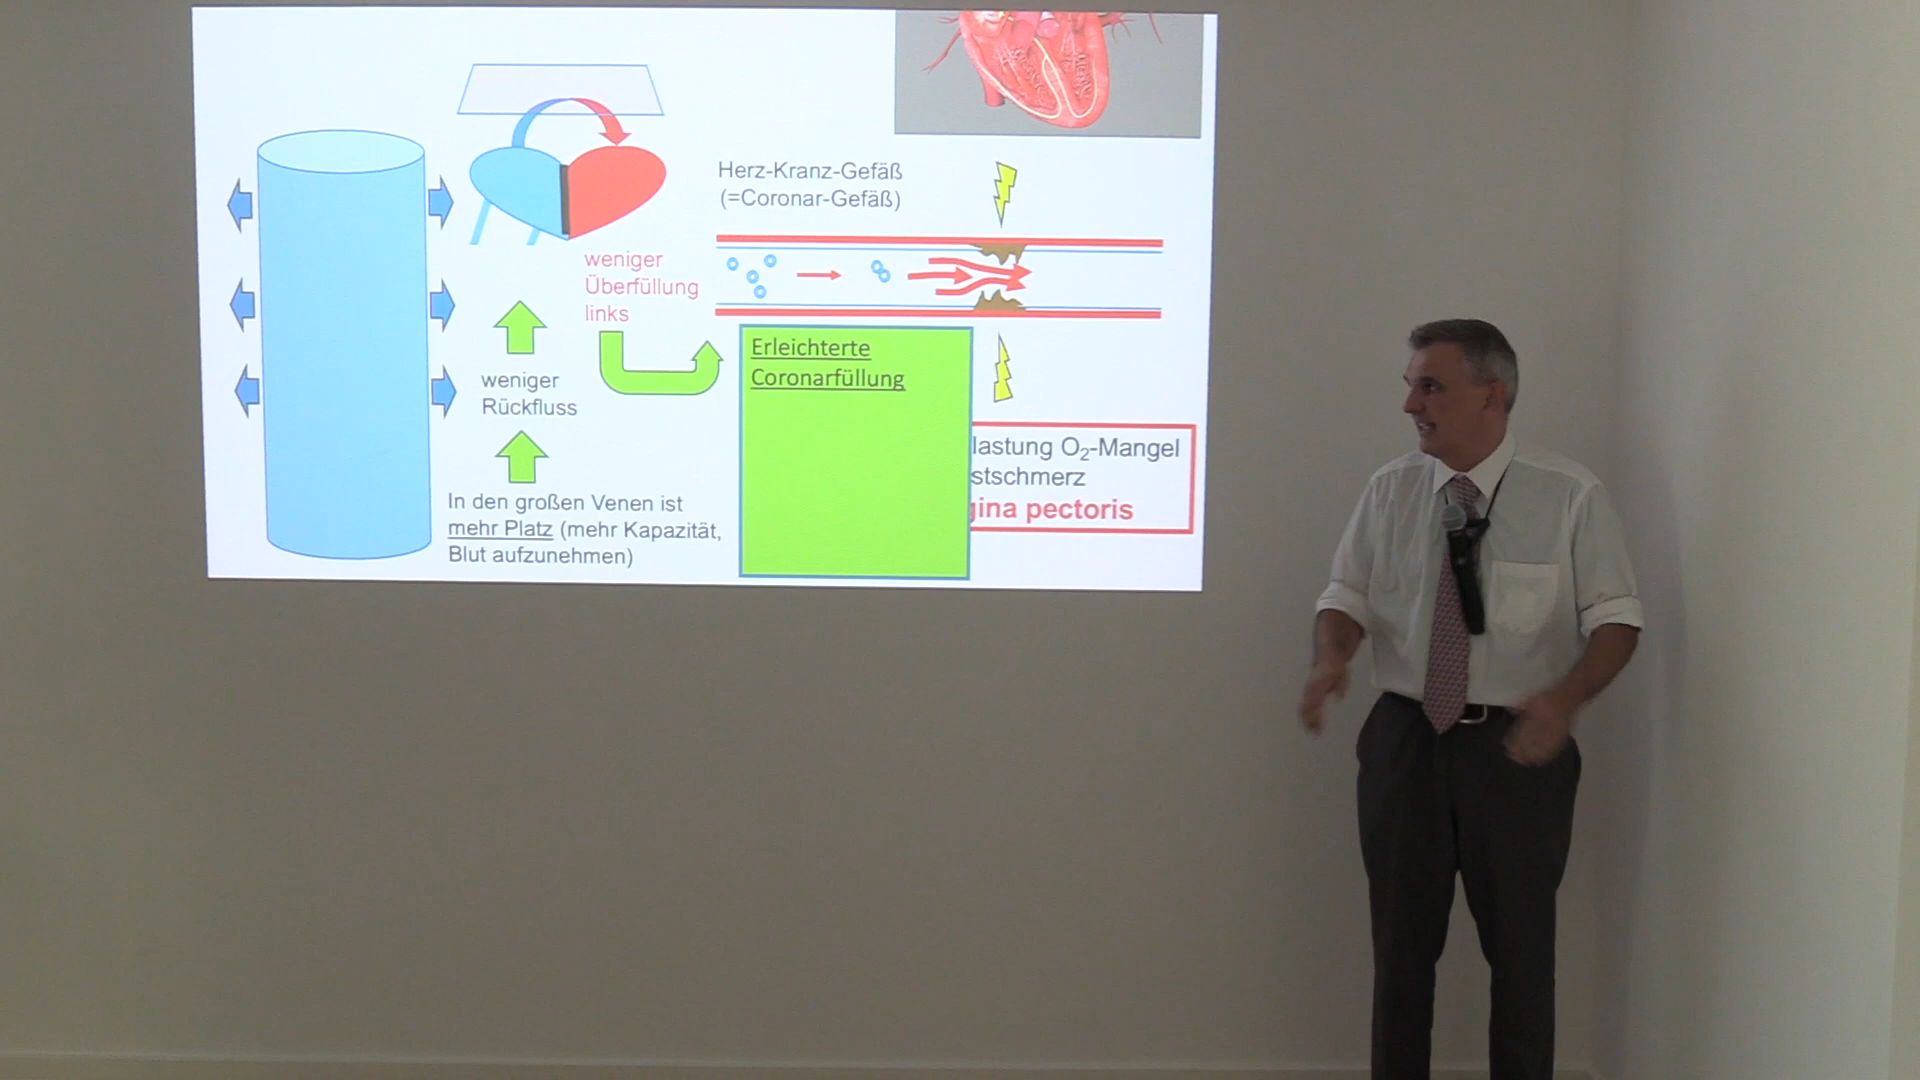 Herz-Kranz-Gefäß
(=Coronar-Gefäß)
weniger
Überfüllung
links
weniger
Rückfluss
In den großen Venen ist
mehr Platz (mehr Kapazität,
Blut aufzunehmen)
Erleichterte
Coronarfüllung
lastung O₂-Mangel
stschmerz
gina pectoris